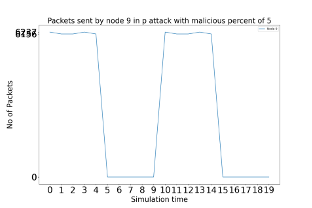 Packets sent by node 9 in p attack with malicious percent of 5
No of Packets
0
0 1 2 3 4 5 6 7 8 9 10 11 12 13 14 15 16 17 18 19
Simulation time